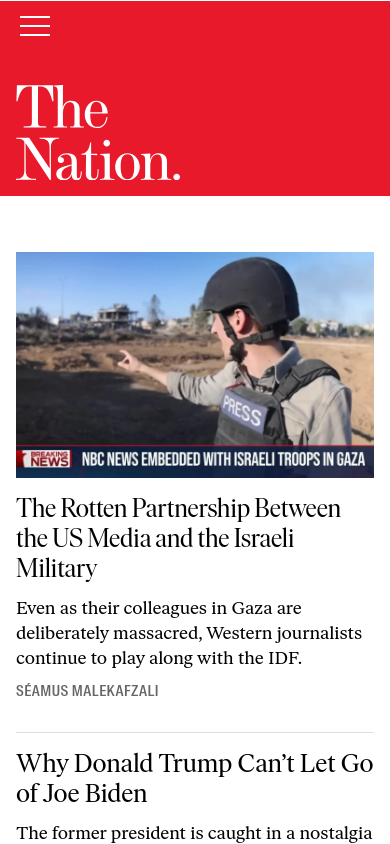 The
Nation.
PRESS
BREAKING
NEWS
NBC NEWS EMBEDDED WITH ISRAELI TROOPS IN GAZA
The Rotten Partnership Between
the US Media and the Israeli
Military
Even as their colleagues in Gaza are
deliberately massacred, Western journalists
continue to play along with the IDF.
SÉAMUS MALEKAFZALI
Why Donald Trump Can’t Let Go
of Joe Biden
The former president is caught in a nostalgia